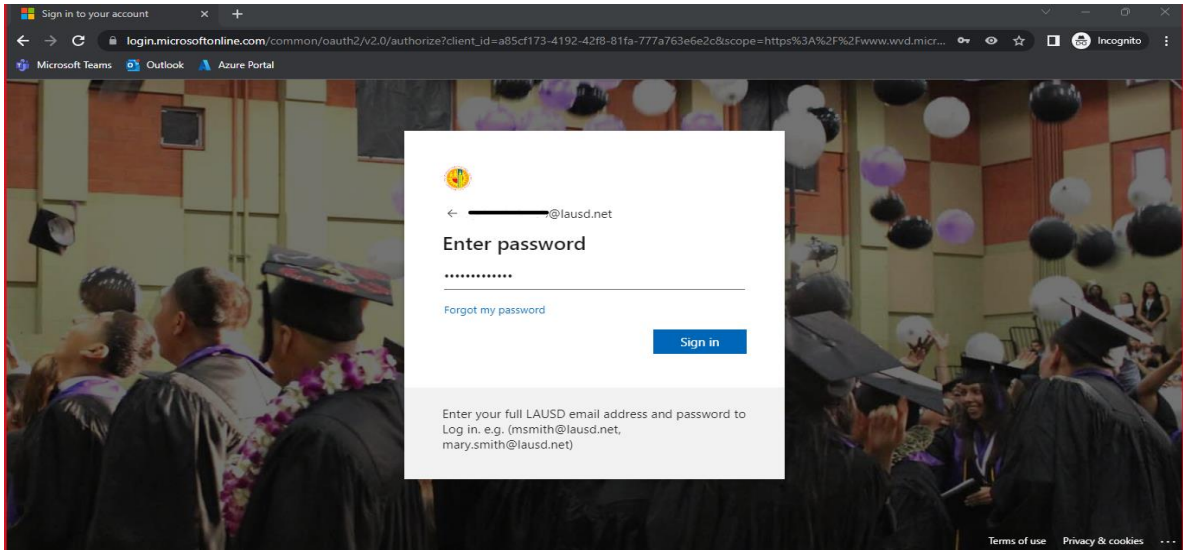 Sign in to your account
login.microsoftonline.com/common/oauth2/v2.0/authorize?client_id=a85cf173-4192-42f8-81fa-777a763e6e2c&scope=https%3A%2F%2Fwww.wvd.micr...
Incognito
Microsoft Teams Outlook Azure Portal
@lausd.net
Enter password
Forgot my password
Sign in
Enter your full LAUSD email address and password to
Log in. e.g. (msmith@lausd.net,
mary.smith@lausd.net)
Terms of use Privacy & cookies ...